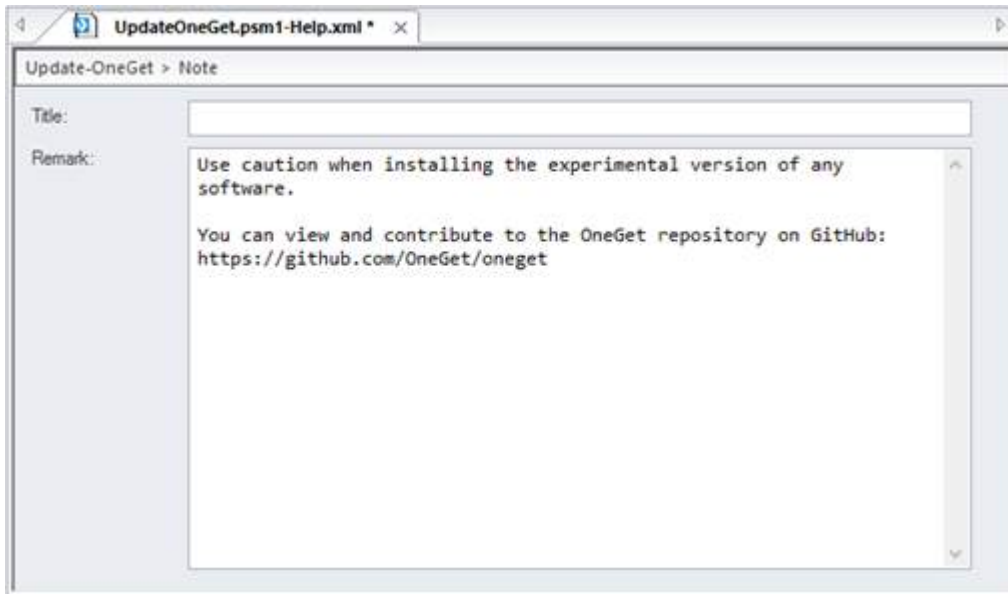 UpdateOneGet.psm1-Help.xml *
Update-OneGet > Note
Title:
Remark:
Use caution when installing the experimental version of any
software.
You can view and contribute to the OneGet repository on GitHub:
https://github.com/OneGet/oneget